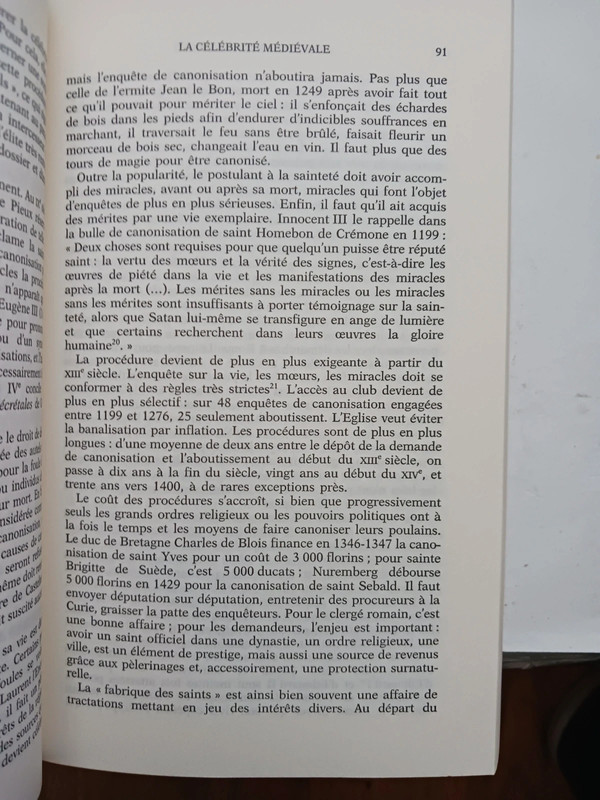 LA CÉLÉBRITÉ MÉDIÉVALE 91
mais l'enquête de canonisation n'aboutira jamais. Pas plus que
celle de l'ermite Jean le Bon, mort en 1249 après avoir fait tout
ce qu'il pouvait pour mériter le ciel : il s'enfonçait des échardes
de bois dans les pieds afin d'endurer d'indicibles souffrances en
marchant, il traversait le feu sans être brûlé, faisait fleurir un
morceau de bois sec, changeait l'eau en vin. Il faut plus que des
tours de magie pour être canonisé.
Outre la popularité, le postulant à la sainteté doit avoir accom-
pli des miracles, avant ou après sa mort, miracles qui font l'objet
d'enquêtes de plus en plus sérieuses. Enfin, il faut qu'il ait acquis
des mérites par une vie exemplaire. Innocent III le rappelle dans
la bulle de canonisation de saint Homebon de Crémone en 1199 :
« Deux choses sont requises pour que quelqu'un puisse être réputé
saint : la vertu des mœurs et la vérité des signes, c'est-à-dire les
œuvres de piété dans la vie et les manifestations des miracles
après la mort (...). Les mérites sans les miracles ou les miracles
sans les mérites sont insuffisants à porter témoignage sur la sain-
teté, alors que Satan lui-même se transfigure en ange de lumière
et que certains recherchent dans leurs œuvres la gloire
humaine²⁰. »
La procédure devient de plus en plus exigeante à partir du
XIIIᵉ siècle. L'enquête sur la vie, les mœurs, les miracles doit se
conformer à des règles très strictes²¹. L'accès au club devient de
plus en plus sélectif : sur 48 enquêtes de canonisation engagées
entre 1199 et 1276, 25 seulement aboutissent. L'Eglise veut éviter
la banalisation par inflation. Les procédures sont de plus en plus
longues : d'une moyenne de deux ans entre le dépôt de la demande
de canonisation et l'aboutissement au début du XIIIᵉ siècle, on
passe à dix ans à la fin du siècle, vingt ans au début du XIVᵉ, et
trente ans vers 1400, à de rares exceptions près.
Le coût des procédures s'accroît, si bien que progressivement
seuls les grands ordres religieux ou les pouvoirs politiques ont à
la fois le temps et les moyens de faire canoniser leurs poulains.
Le duc de Bretagne Charles de Blois finance en 1346-1347 la cano-
nisation de saint Yves pour un coût de 3 000 florins ; pour sainte
Brigitte de Suède, c'est 5 000 ducats ; Nuremberg débourse
5 000 florins en 1429 pour la canonisation de saint Sebald. Il faut
envoyer députation sur députation, entretenir des procureurs à la
Curie, graisser la patte des enquêteurs. Pour le clergé romain, c'est
une bonne affaire ; pour les demandeurs, l'enjeu est important :
avoir un saint officiel dans une dynastie, un ordre religieux, une
ville, est un élément de prestige, mais aussi une source de revenus
grâce aux pèlerinages et, accessoirement, une protection surnatu-
relle.
La « fabrique des saints » est ainsi bien souvent une affaire de
tractations mettant en jeu des intérêts divers. Au départ du